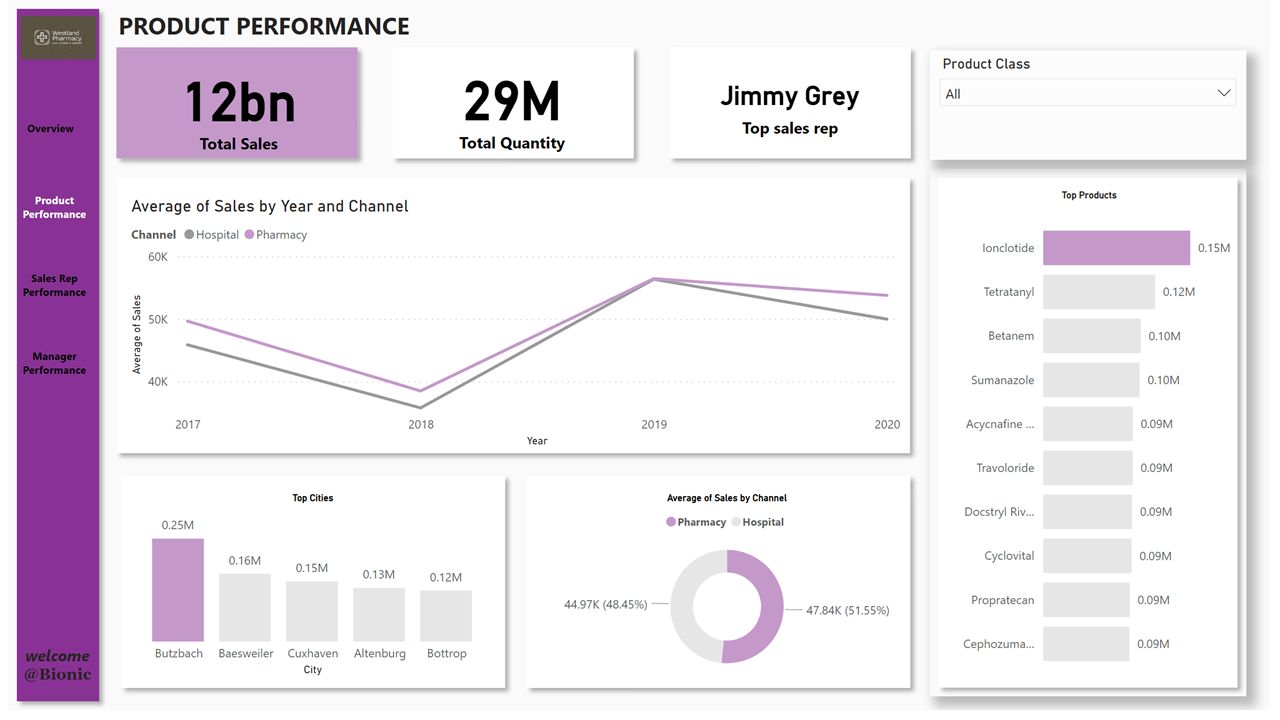 Westland
Pharmacy
Overview
Product
Performance
Sales Rep
Performance
Manager
Performance
welcome
@Bionic
PRODUCT PERFORMANCE
12bn
Total Sales
29M
Total Quantity
Jimmy Grey
Top sales rep
Product Class
All
Average of Sales by Year and Channel
Channel Hospital Pharmacy
Average of Sales
60K
50K
40K
2017 2018 2019 2020
Year
Top Cities
0.25M 0.16M 0.15M 0.13M 0.12M
Butzbach Baesweiler Cuxhaven Altenburg Bottrop
City
Average of Sales by Channel
Pharmacy Hospital
44.97K (48.45%)
47.84K (51.55%)
Top Products
Ionclotide 0.15M
Tetratanyl 0.12M
Betanem 0.10M
Sumanazole 0.10M
Acycnafine ... 0.09M
Travoloride 0.09M
Docstryl Riv... 0.09M
Cyclovital 0.09M
Propratecan 0.09M
Cephozuma... 0.09M